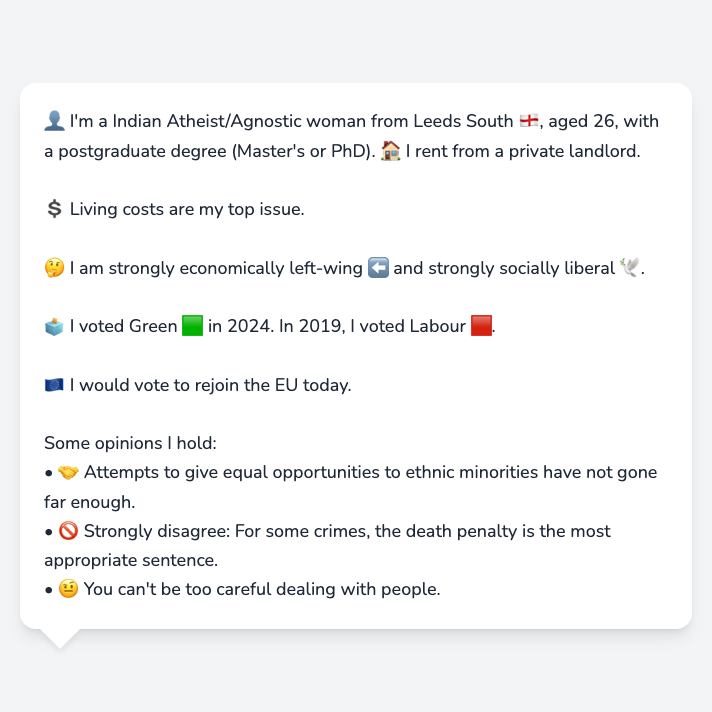 👤 I'm a Indian Atheist/Agnostic woman from Leeds South 🏴󠁧󠁢󠁥󠁮󠁧󠁿, aged 26, with
a postgraduate degree (Master's or PhD). 🏠 I rent from a private landlord.
💲 Living costs are my top issue.
🤔 I am strongly economically left-wing ⬅️ and strongly socially liberal 🕊️.
🗳️ I voted Green 🟩 in 2024. In 2019, I voted Labour 🟥.
🇪🇺 I would vote to rejoin the EU today.
Some opinions I hold:
• 🤝 Attempts to give equal opportunities to ethnic minorities have not gone
far enough.
• 🚫 Strongly disagree: For some crimes, the death penalty is the most
appropriate sentence.
• 🤨 You can't be too careful dealing with people.